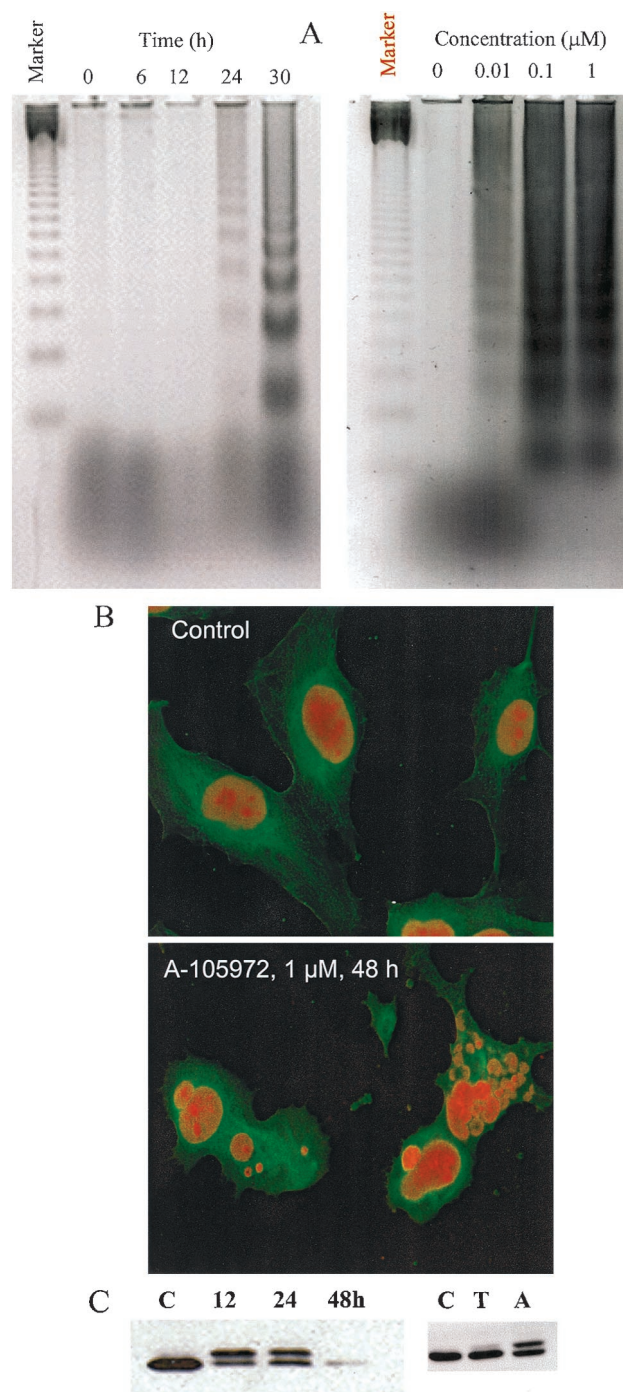 A
Marker
Time (h)
0 6 12 24 30
Marker
Concentration (μM)
0 0.01 0.1 1
B
Control
A-105972, 1 μM, 48 h
C
C 12 24 48h
C T A